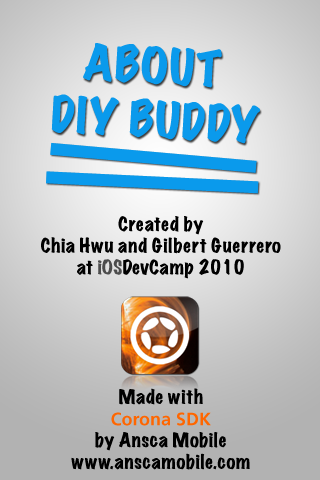 ABOUT
DIY BUDDY
Created by
Chia Hwu and Gilbert Guerrero
at iOSDevCamp 2010
Made with
Corona SDK
by Ansca Mobile
www.anscamobile.com